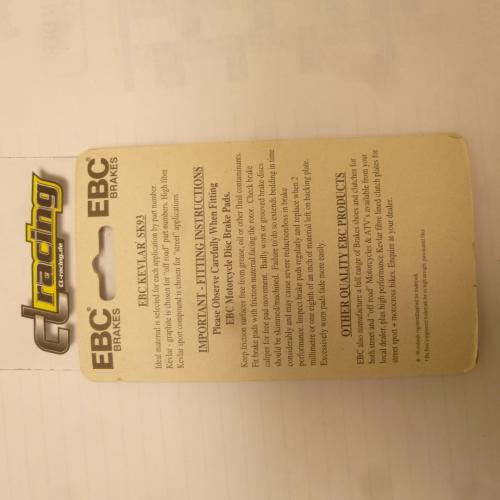 cl racing
CL-racing.de
EBC® EBC®
BRAKES BRAKES
EBC KEVLAR SK93
Ideal material is selected for each application by part number.
Kevlar - graphite is chosen for "off road" part numbers. High fibre
Kevlar sport compound is chosen for "street" applications.
IMPORTANT - FITTING INSTRUCTIONS
Please Observe Carefully When Fitting
EBC Motorcycle Disc Brake Pads.
Keep friction surfaces free from grease, oil or other fluid contaminants.
Fit brake pads with friction material facing the rotor. Check brake
caliper for free pad movement. Badly worn or grooved brake discs
should be skimmed/machined. Failure to do so extends bedding in time
considerably and may cause severe reduction/loss in brake
performance. Inspect brake pads regularly and replace when 2
millimetre or one eighth of an inch of material left on backing plate.
Excessively worn pads fade more easily.
OTHER QUALITY EBC PRODUCTS
EBC also manufacture a full range of Brakes shoes and clutches for
both street and "off road" Motorcycles & ATV's available from your
local dealer, plus high performance Kevlar fibre faced clutch plates for
street sport + motocross bikes. Enquire at your dealer.